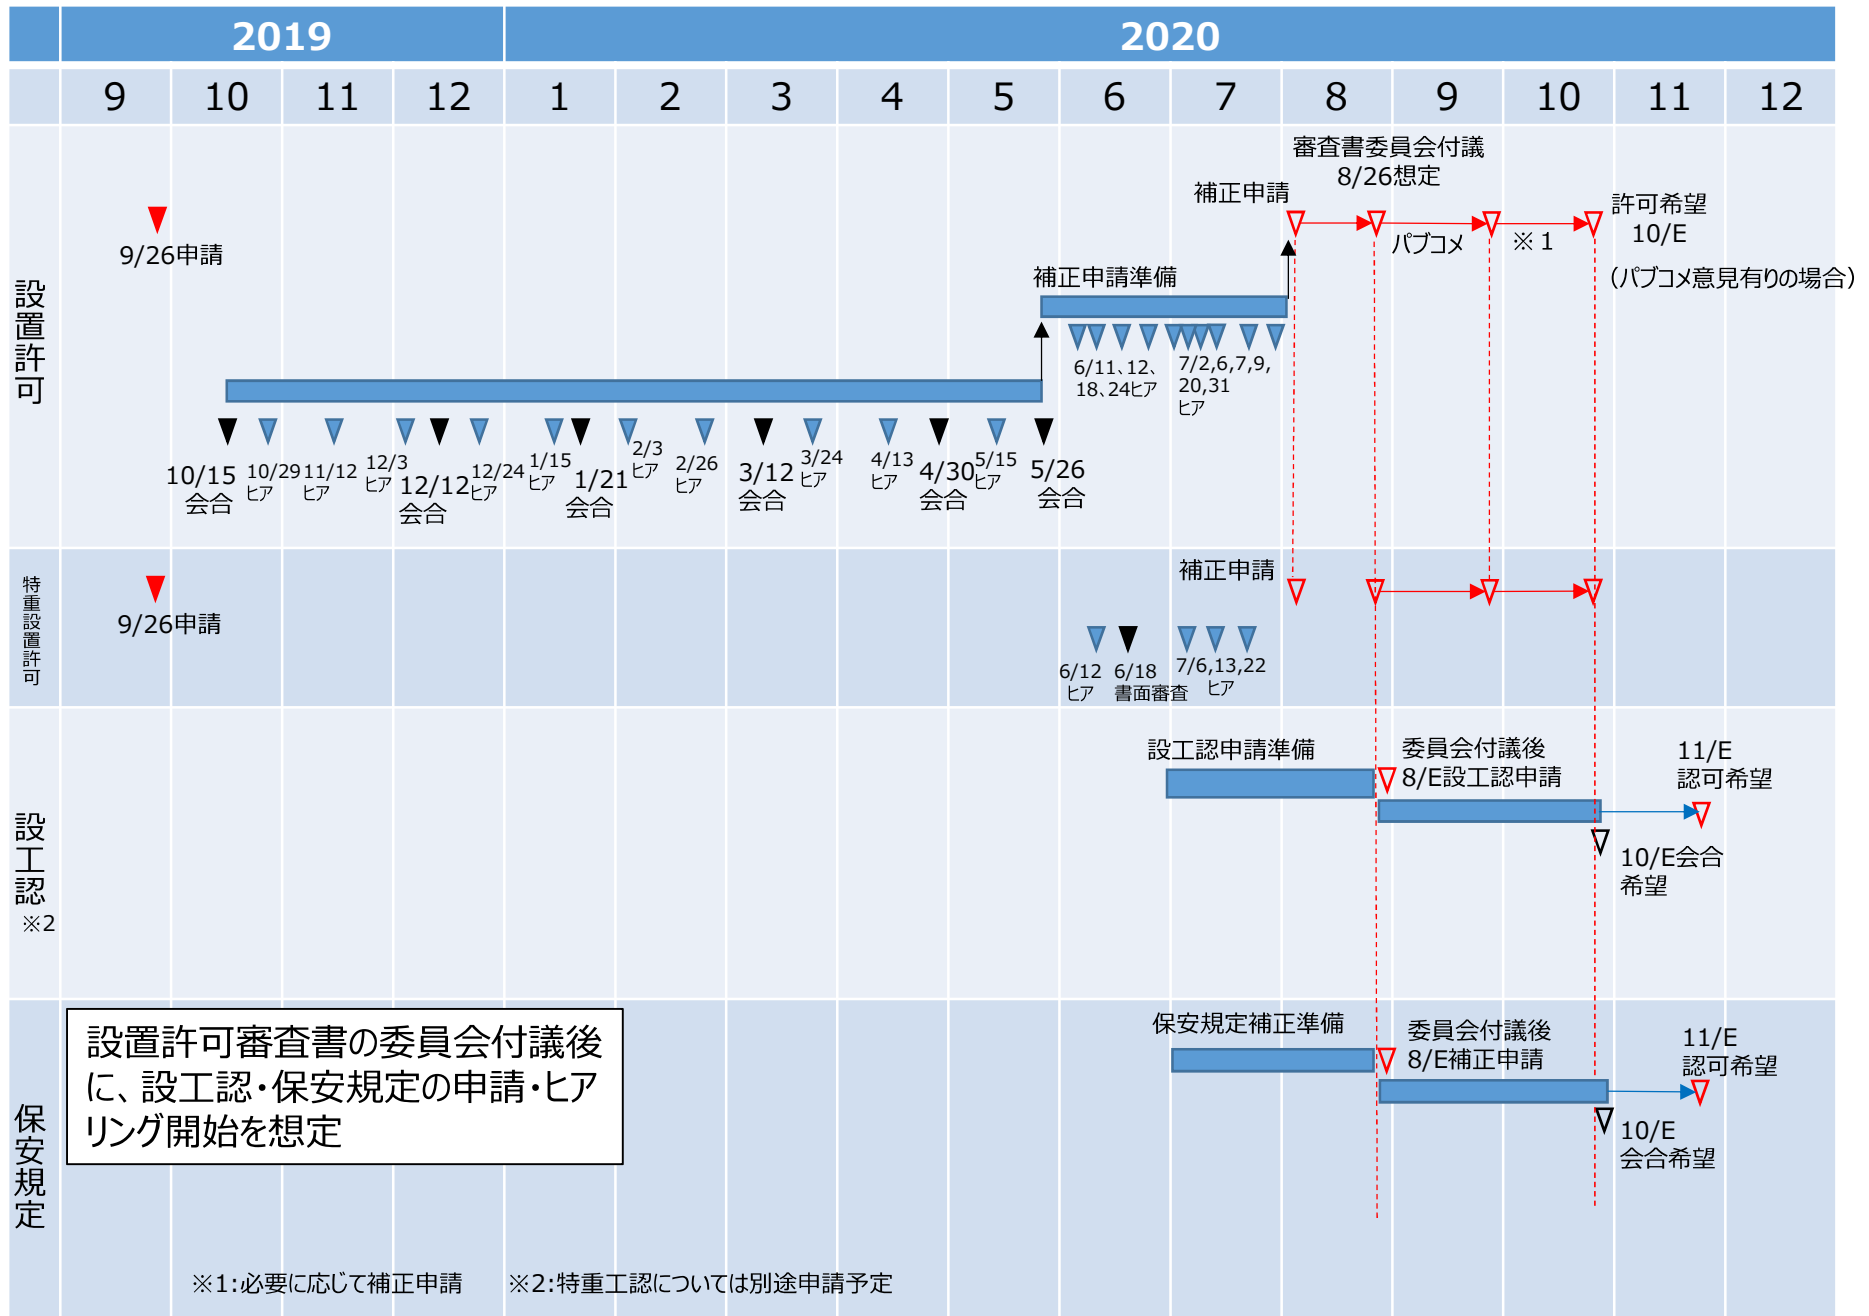 2019
2020
9
10
11
12
1
2
3
4
5
6
7
8
9
10
11
12
設置許可
9/26申請
補正申請準備
補正申請
審査書委員会付議
8/26想定
パブコメ
※１
許可希望
10/E
（パブコメ意見有りの場合）
6/11、12、
18、24ヒア
7/2,6,7,9,
20,31
ヒア
10/15
会合
10/29
ヒア
11/12
ヒア
12/3
ヒア
12/12
会合
12/24
ヒア
1/15
ヒア
1/21
会合
2/3
ヒア
2/26
ヒア
3/12
会合
3/24
ヒア
4/13
ヒア
4/30
会合
5/15
ヒア
5/26
会合
特重設置許可
9/26申請
補正申請
6/12
ヒア
6/18
書面審査
7/6,13,22
ヒア
設工認
※2
設工認申請準備
委員会付議後
8/E設工認申請
11/E
認可希望
10/E会合
希望
保安規定
設置許可審査書の委員会付議後
に、設工認・保安規定の申請・ヒア
リング開始を想定
保安規定補正準備
委員会付議後
8/E補正申請
11/E
認可希望
10/E
会合希望
※1:必要に応じて補正申請
※2:特重工認については別途申請予定